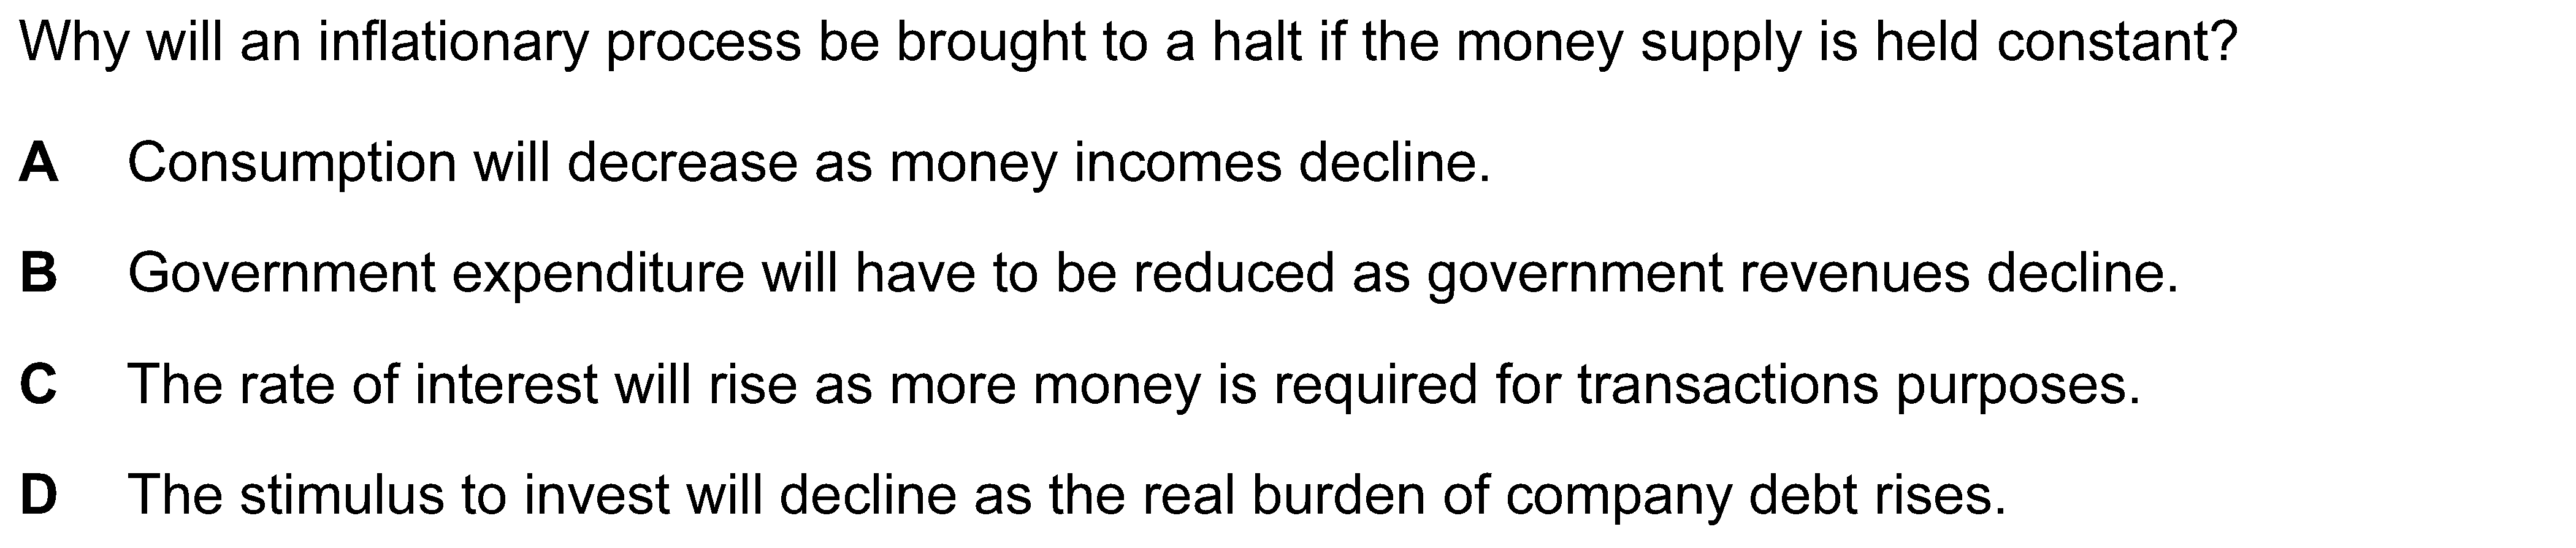 Why will an inflationary process be brought to a halt if the money supply is held constant?
A Consumption will decrease as money incomes decline.
B Government expenditure will have to be reduced as government revenues decline.
C The rate of interest will rise as more money is required for transactions purposes.
D The stimulus to invest will decline as the real burden of company debt rises.